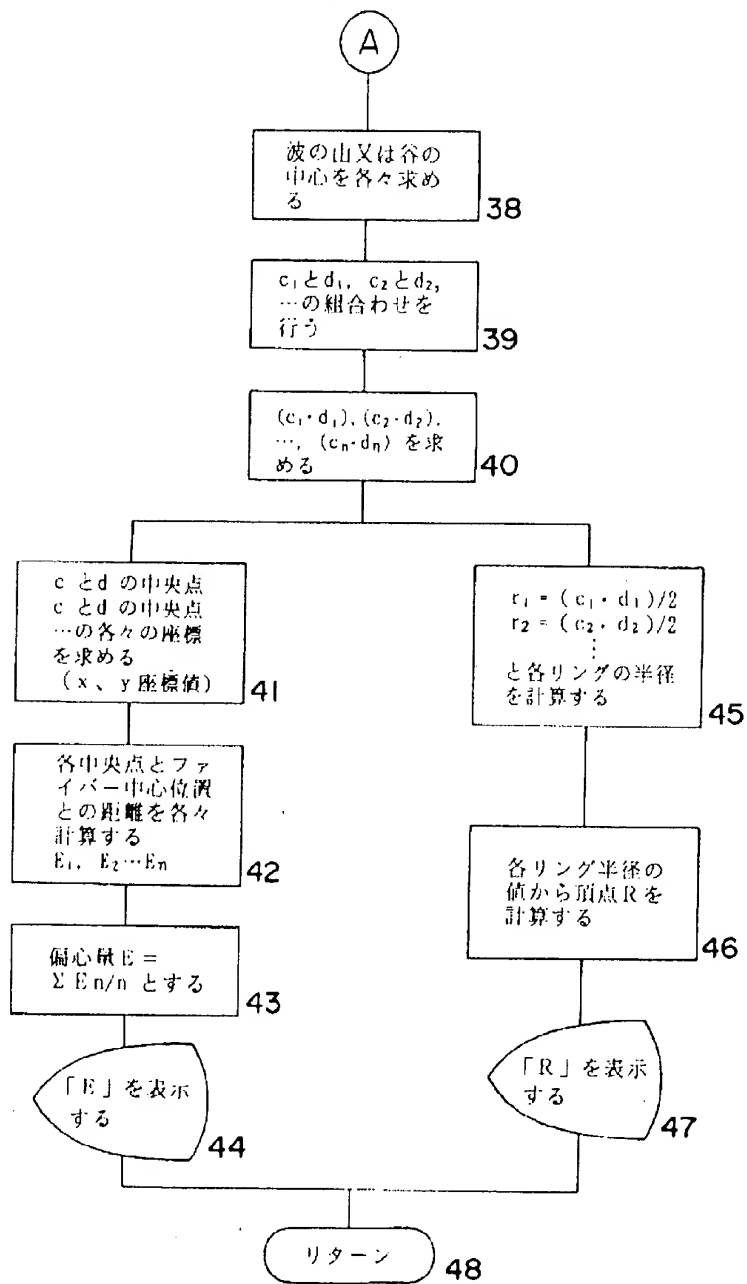 A
波の山又は谷の
中心を各々求め
る
38
c₁とd₁, c₂とd₂,
…の組合わせを
行う
39
(c₁·d₁), (c₂·d₂),
…, (cn·dn) を求
める
40
c とd の中央点
c とd の中央点
…の各々の座標
を求める
(x、y座標値)
41
各中央点とファ
イバー中心位置
との距離を各々
計算する
E₁, E₂…En
42
偏心量E=
ΣEn/n とする
43
「E」を表示
する
44
r₁=(c₁·d₁)/2
r₂=(c₂·d₂)/2
⋮
と各リングの半径
を計算する
45
各リング半径の
値から頂点Rを
計算する
46
「R」を表示
する
47
リターン
48